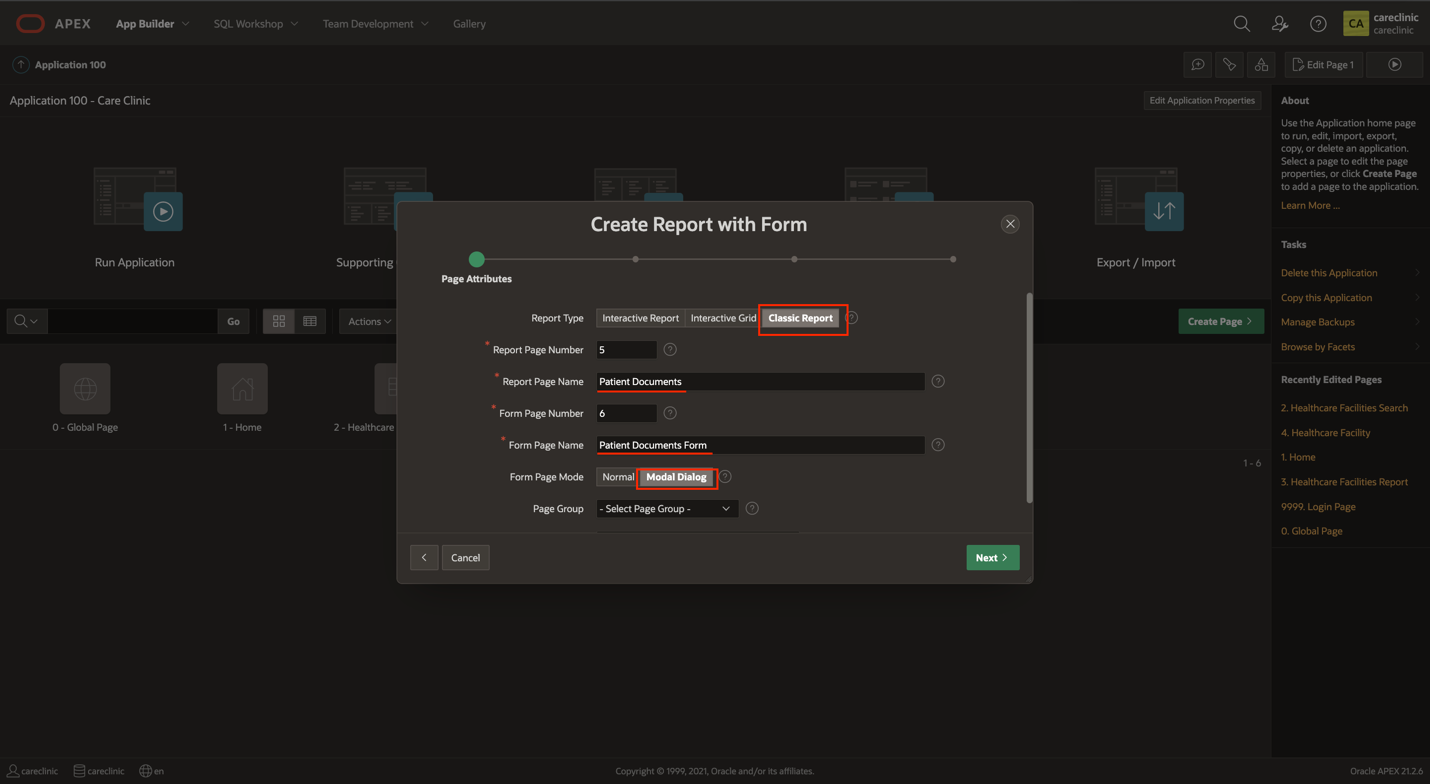 APEX App Builder SQL Workshop Team Development Gallery CA careclinic
careclinic
Application 100 Edit Page 1
Application 100 - Care Clinic Edit Application Properties
Run Application Supporting Export / Import
Go Actions Create Page
0 - Global Page 1 - Home 2 - Healthcare
1 - 6
Create Report with Form
Page Attributes
Report Type Interactive Report Interactive Grid Classic Report
* Report Page Number 5
* Report Page Name Patient Documents
* Form Page Number 6
* Form Page Name Patient Documents Form
Form Page Mode Normal Modal Dialog
Page Group - Select Page Group -
Cancel Next
About
Use the Application home page
to run, edit, import, export,
copy, or delete an application.
Select a page to edit the page
properties, or click Create Page
to add a page to the application.
Learn More ...
Tasks
Delete this Application
Copy this Application
Manage Backups
Browse by Facets
Recently Edited Pages
2. Healthcare Facilities Search
4. Healthcare Facility
1. Home
3. Healthcare Facilities Report
9999. Login Page
0. Global Page
careclinic careclinic en Copyright © 1999, 2021, Oracle and/or its affiliates. Oracle APEX 21.2.6